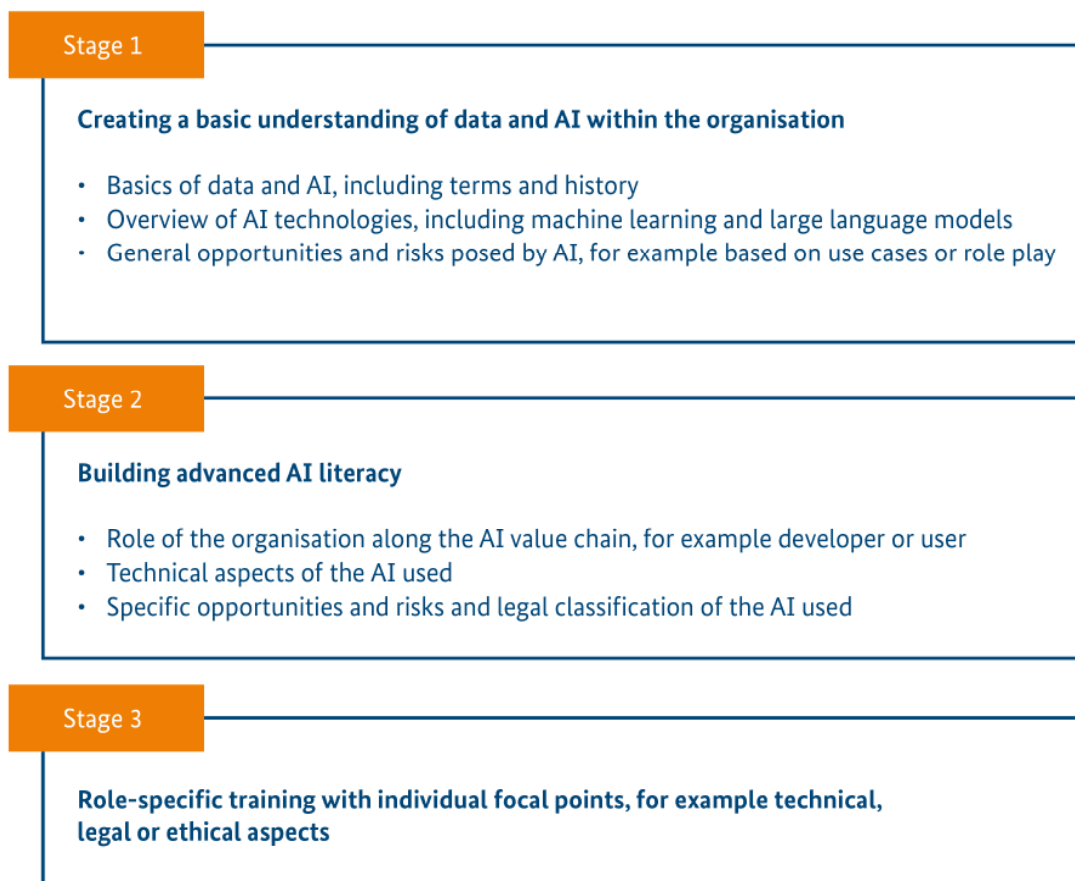 Stage 1
Creating a basic understanding of data and AI within the organisation
• Basics of data and AI, including terms and history
• Overview of AI technologies, including machine learning and large language models
• General opportunities and risks posed by AI, for example based on use cases or role play
Stage 2
Building advanced AI literacy
• Role of the organisation along the AI value chain, for example developer or user
• Technical aspects of the AI used
• Specific opportunities and risks and legal classification of the AI used
Stage 3
Role-specific training with individual focal points, for example technical,
legal or ethical aspects